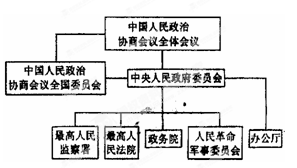 中国人民政治
协商会议全体会议
中国人民政治
协商会议全国委员会
中央人民政府委员会
最高人民
监察署
最高人
民法院
政务院
人民革命
军事委员会
办公厅